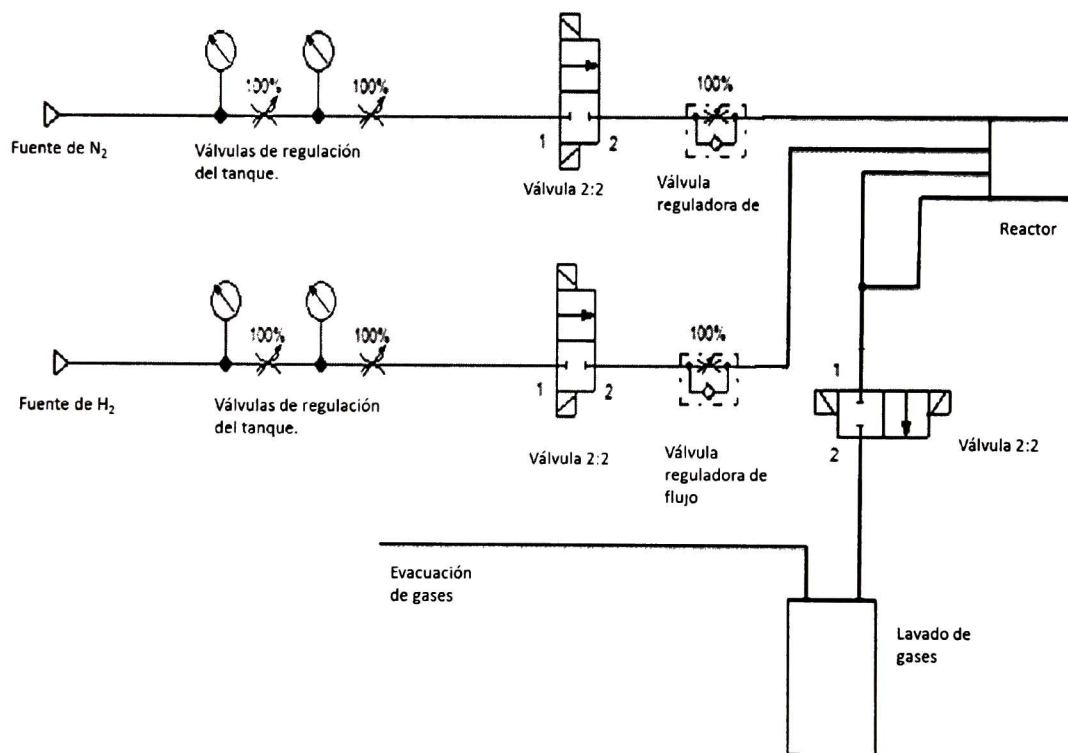 100%
100%
100%
Fuente de N₂
Válvulas de regulación
del tanque.
1
2
Válvula 2:2
Válvula
reguladora de
Reactor
100%
100%
100%
Fuente de H₂
Válvulas de regulación
del tanque.
1
2
Válvula 2:2
Válvula
reguladora de
flujo
1
2
Válvula 2:2
Evacuación
de gases
Lavado de
gases